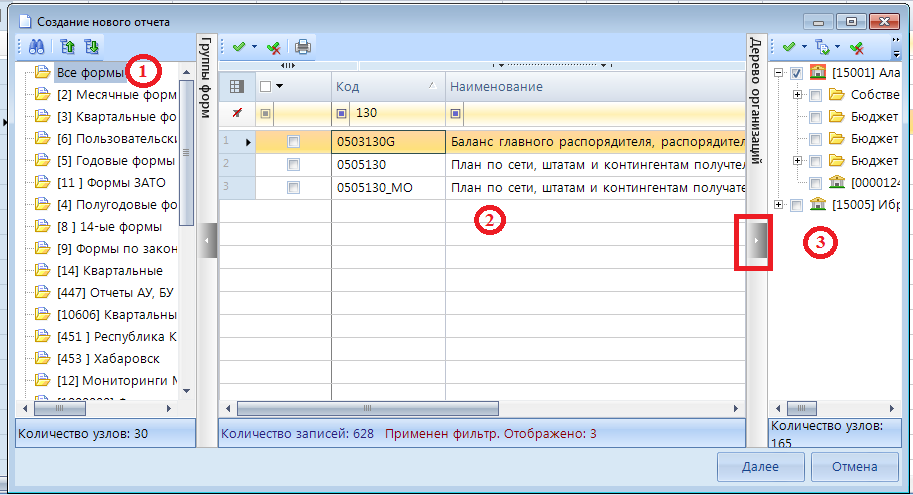 Создание нового отчета
Все формы
1
[2] Месячные форм
[3] Квартальные фо
[6] Пользовательски
[5] Годовые формы
[11 ] Формы ЗАТО
[4] Полугодовые фо
[8 ] 14-ые формы
[9] Формы по закон
[14] Квартальные
[447] Отчеты АУ, БУ
[10606] Квартальны
[451 ] Республика К
[453 ] Хабаровск
[12] Мониторинги М
Количество узлов: 30
Группы форм
Код
Наименование
130
1
0503130G
Баланс главного распорядителя, распорядител
2
0505130
План по сети, штатам и контингентам получтел
3
0505130_МО
План по сети, штатам и контингентам получате
2
Количество записей: 628 Применен фильтр. Отображено: 3
Дерево организаций
[15001] Ала
Собстве
Бюджет
Бюджет
Бюджет
[0000124
[15005] Ибр
3
Количество узлов:
165
Далее
Отмена